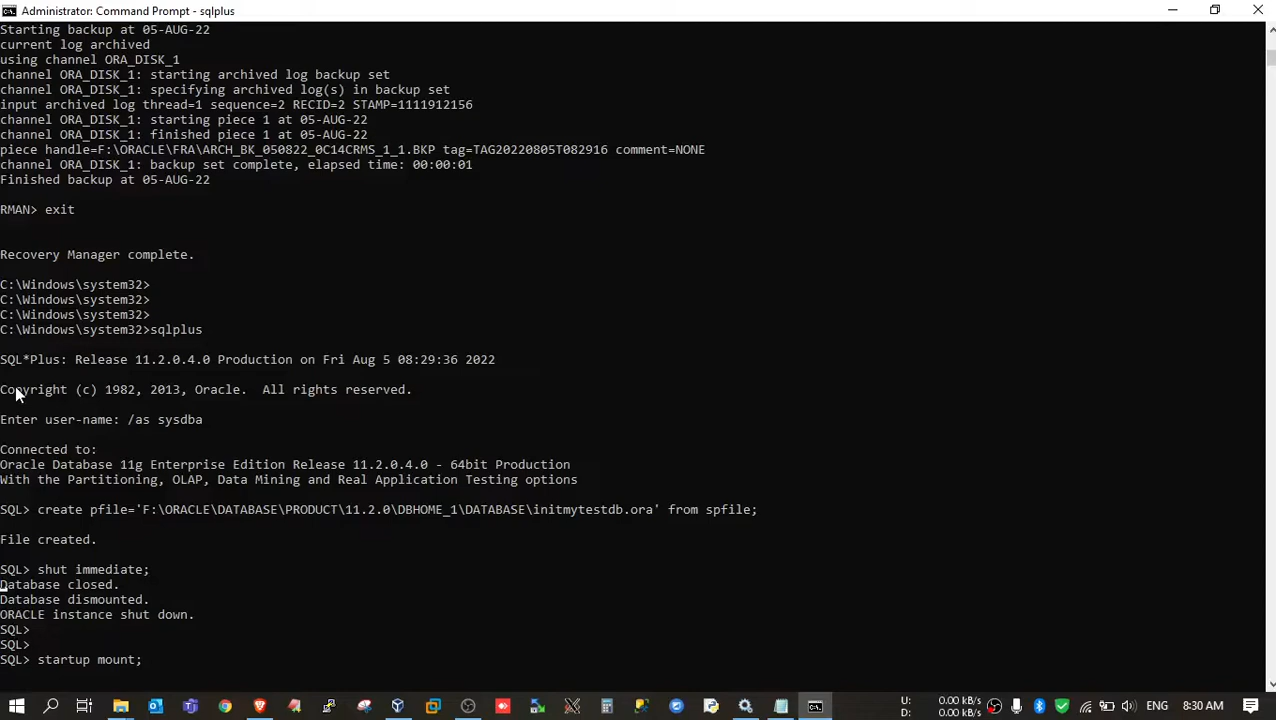 Administrator: Command Prompt - sqlplus
Starting backup at 05-AUG-22
current log archived
using channel ORA_DISK_1
channel ORA_DISK_1: starting archived log backup set
channel ORA_DISK_1: specifying archived log(s) in backup set
input archived log thread=1 sequence=2 RECID=2 STAMP=1111912156
channel ORA_DISK_1: starting piece 1 at 05-AUG-22
channel ORA_DISK_1: finished piece 1 at 05-AUG-22
piece handle=F:\ORACLE\FRA\ARCH_BK_050822_0C14CRMS_1_1.BKP tag=TAG20220805T082916 comment=NONE
channel ORA_DISK_1: backup set complete, elapsed time: 00:00:01
Finished backup at 05-AUG-22
RMAN> exit
Recovery Manager complete.
C:\Windows\system32>
C:\Windows\system32>
C:\Windows\system32>
C:\Windows\system32>sqlplus
SQL*Plus: Release 11.2.0.4.0 Production on Fri Aug 5 08:29:36 2022
Copyright (c) 1982, 2013, Oracle.  All rights reserved.
Enter user-name: /as sysdba
Connected to:
Oracle Database 11g Enterprise Edition Release 11.2.0.4.0 - 64bit Production
With the Partitioning, OLAP, Data Mining and Real Application Testing options
SQL> create pfile='F:\ORACLE\DATABASE\PRODUCT\11.2.0\DBHOME_1\DATABASE\initmytestdb.ora' from spfile;
File created.
SQL> shut immediate;
Database closed.
Database dismounted.
ORACLE instance shut down.
SQL>
SQL>
SQL> startup mount;
U: 0.00 kB/s
D: 0.00 kB/s
ENG 8:30 AM